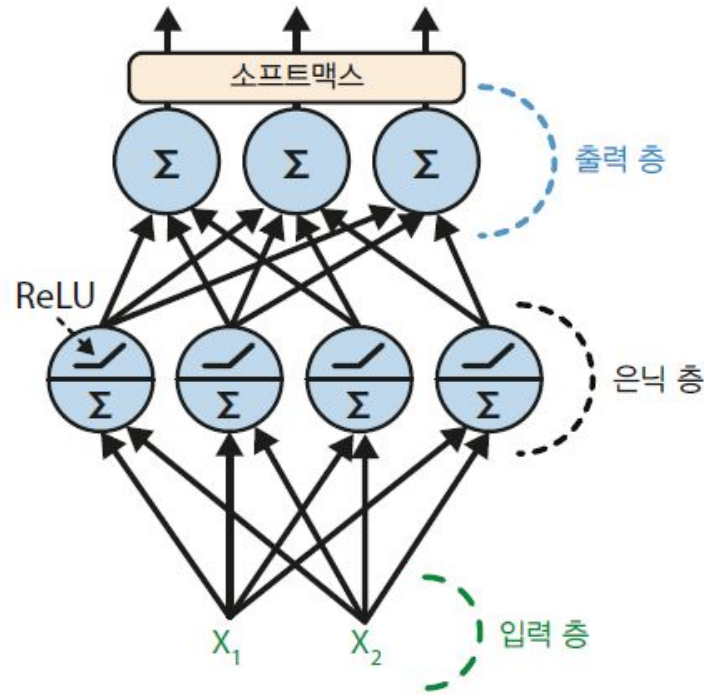 소프트맥스
Σ Σ Σ
출력 층
ReLU
Σ Σ Σ Σ
은닉 층
X₁ X₂
입력 층